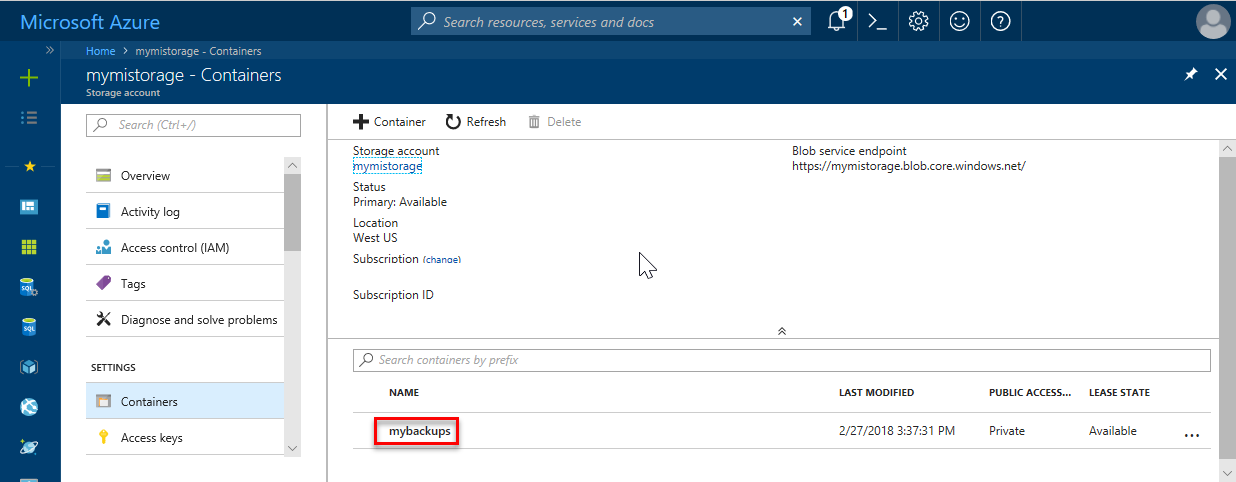 Microsoft Azure
Search resources, services and docs
1
Home > mymistorage - Containers
mymistorage - Containers
Storage account
Search (Ctrl+/)
Overview
Activity log
Access control (IAM)
Tags
Diagnose and solve problems
SETTINGS
Containers
Access keys
Container
Refresh
Delete
Storage account
mymistorage
Status
Primary: Available
Location
West US
Subscription (change)
Subscription ID
Blob service endpoint
https://mymistorage.blob.core.windows.net/
Search containers by prefix
NAME LAST MODIFIED PUBLIC ACCESS... LEASE STATE
mybackups 2/27/2018 3:37:31 PM Private Available ...